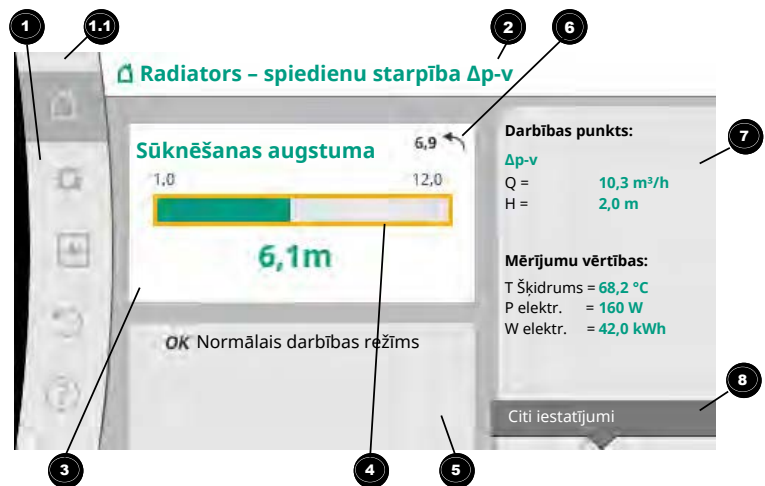 1
1.1
2
6
Radiators – spiedienu starpība Δp-v
Sūknēšanas augstuma
6,9
1,0
12,0
6,1m
OK Normālais darbības režīms
Darbības punkts:
Δp-v
Q = 10,3 m³/h
H = 2,0 m
7
Mērījumu vērtības:
T Šķidrums = 68,2 °C
P elektr. = 160 W
W elektr. = 42,0 kWh
8
Citi iestatījumi
3
4
5